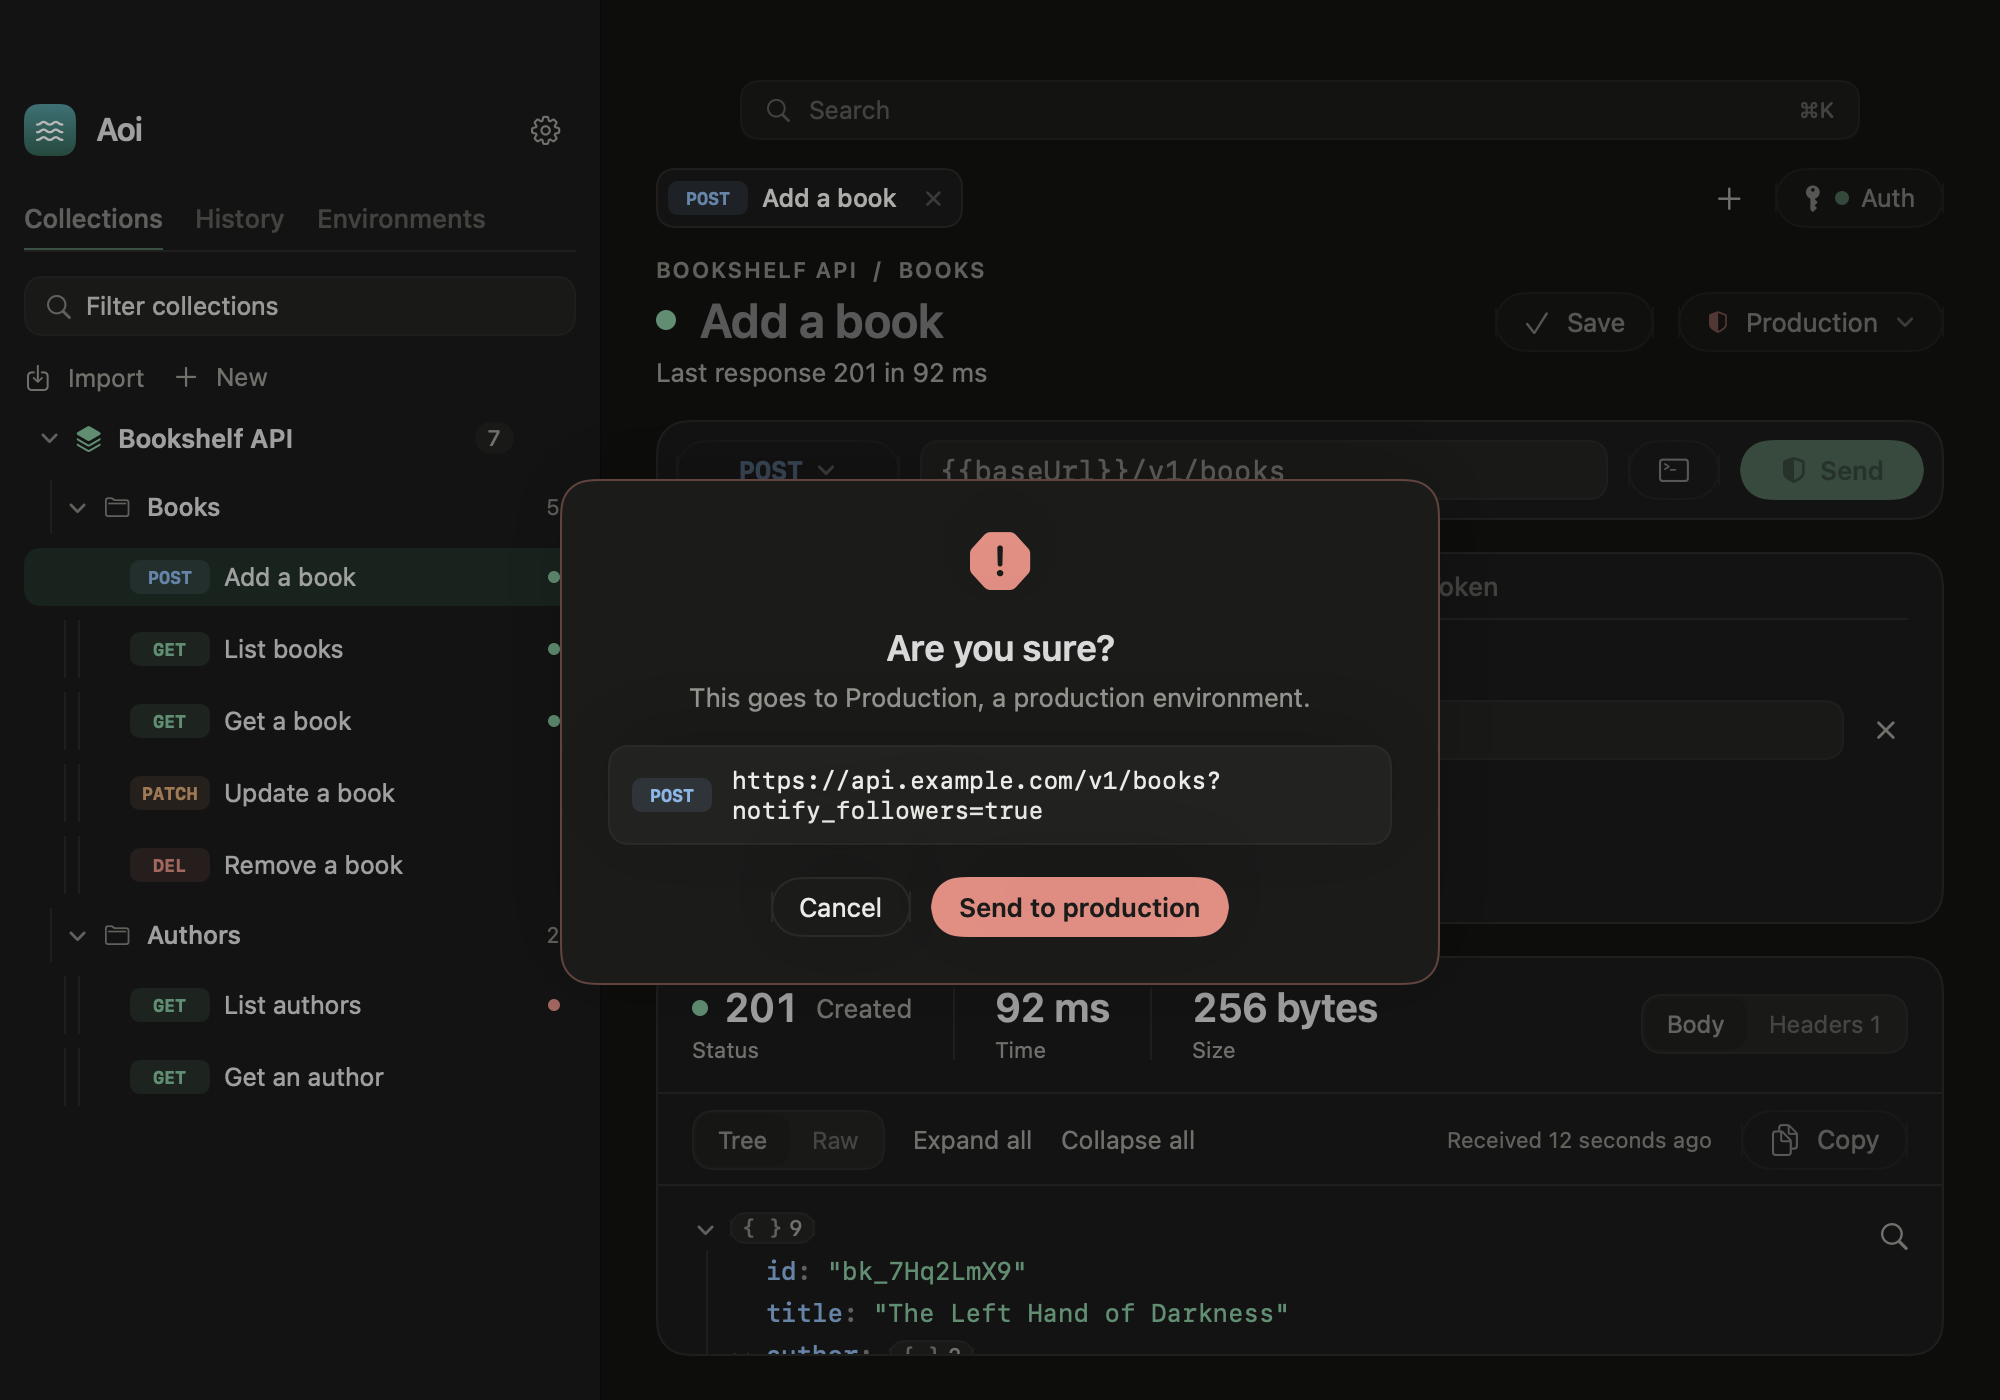 Aoi
Collections History Environments
Filter collections
Import New
Bookshelf API 7
Books 5
POST Add a book
GET List books
GET Get a book
PATCH Update a book
DEL Remove a book
Authors 2
GET List authors
GET Get an author
Search ⌘K
POST Add a book
Auth
BOOKSHELF API / BOOKS
Add a book
Save Production
Last response 201 in 92 ms
POST {{baseUrl}}/v1/books Send
Are you sure?
This goes to Production, a production environment.
POST https://api.example.com/v1/books?
notify_followers=true
Cancel Send to production
201 Created 92 ms 256 bytes
Status Time Size
Body Headers 1
Tree Raw Expand all Collapse all Received 12 seconds ago Copy
{ } 9
id: "bk_7Hq2LmX9"
title: "The Left Hand of Darkness"
author: